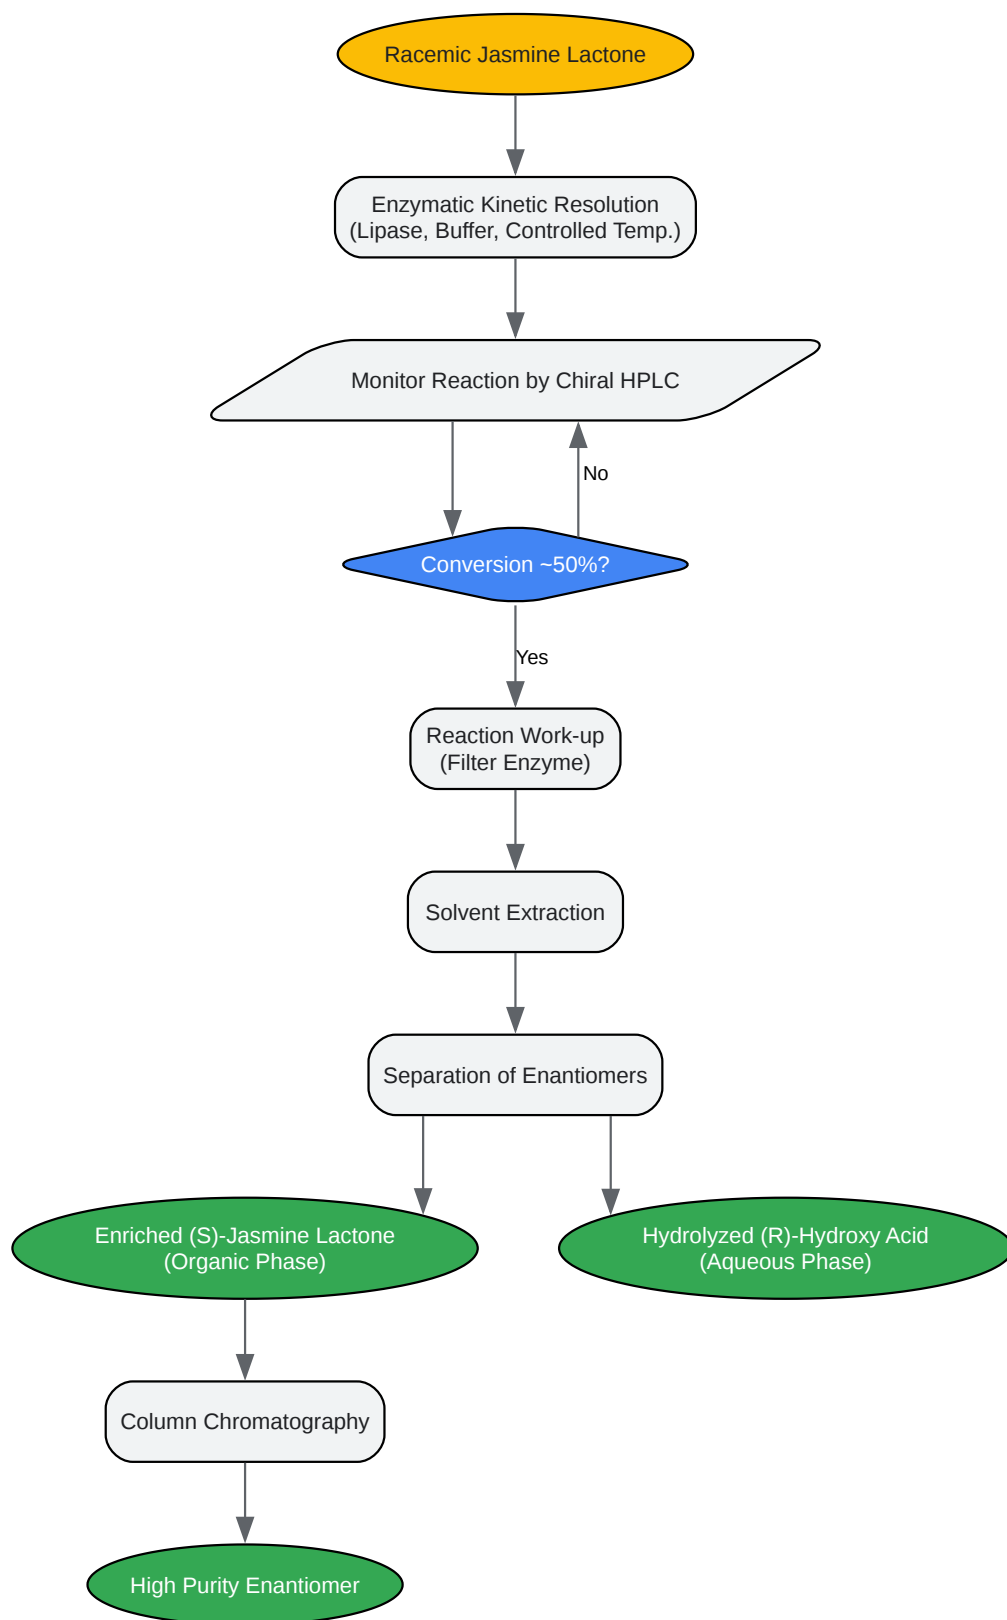 Racemic Jasmine Lactone
Enzymatic Kinetic Resolution
(Lipase, Buffer, Controlled Temp.)
Monitor Reaction by Chiral HPLC
No
Conversion ~50%?
Yes
Reaction Work-up
(Filter Enzyme)
Solvent Extraction
Separation of Enantiomers
Enriched (S)-Jasmine Lactone
(Organic Phase)
Hydrolyzed (R)-Hydroxy Acid
(Aqueous Phase)
Column Chromatography
High Purity Enantiomer